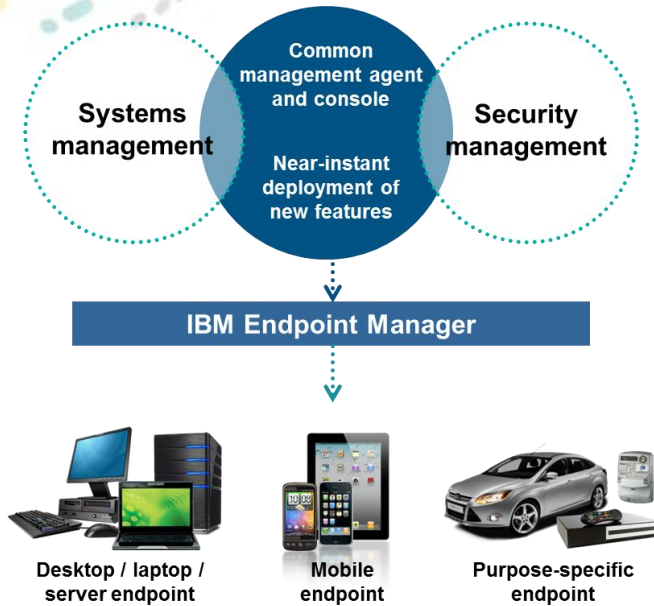 Common
management agent
and console
Systems
management
Security
management
Near-instant
deployment of
new features
IBM Endpoint Manager
Desktop / laptop /
server endpoint
Mobile
endpoint
Purpose-specific
endpoint